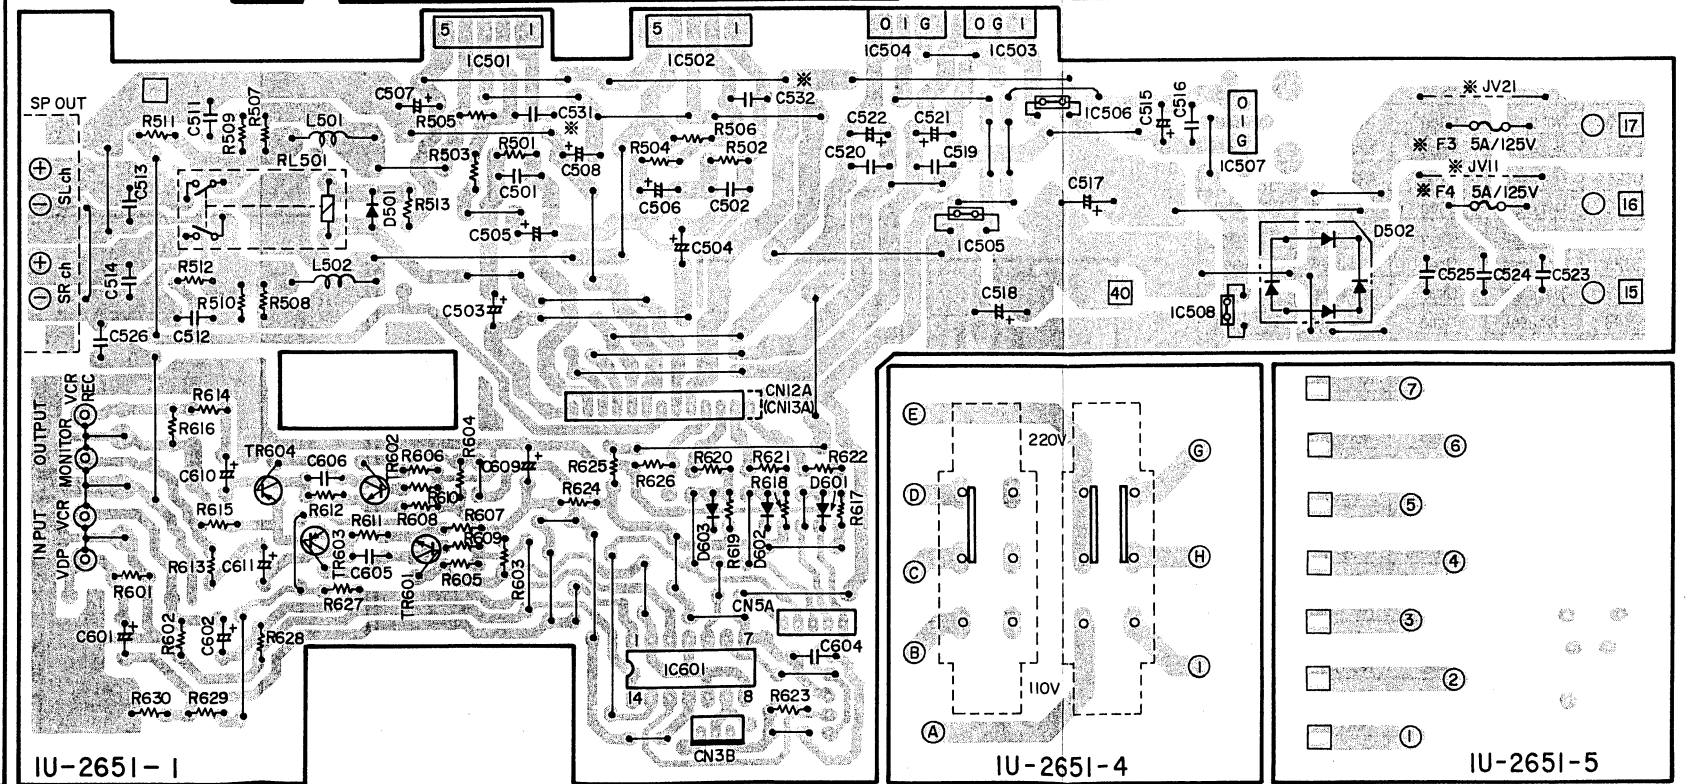 5 1
5 1
O I G
O G I
IC501
IC502
IC504
IC503
SP OUT
C511
R509
R507
R511
L501
C507
R505
C531
※
※
C532
R506
C522
C521
IC506
C515
C516
O I G
IC507
※ JV21
※ F3 5A/125V
※ JV11
※ F4 5A/125V
17
16
15
+
−
SL ch
C513
RL501
D501
R513
R503
R501
C501
C508
R504
R502
C506
C502
C520
C519
C517
C505
C504
IC505
D502
+
−
SR ch
C514
R512
L502
R510
R508
C512
C526
C503
C518
40
IC508
C525
C524
C523
CN12A
(CN13A)
OUTPUT
VCR
REC
MONITOR
INPUT
VCR
VDP
R614
R616
TR604
C610
C606
TR602
R606
R604
C609
R610
R615
R612
R611
R608
R607
R609
R605
R603
TR603
C605
TR601
R613
C611
R627
R601
C601
R602
C602
R628
R630
R629
R625
R626
R624
R620
R621
R622
R618
D601
R617
D603
R619
D602
CN5A
1 7
IC601
14 8
C604
R623
CN3B
1U-2651-1
E
D
C
B
A
220V
110V
G
H
I
1U-2651-4
7
6
5
4
3
2
1
1U-2651-5